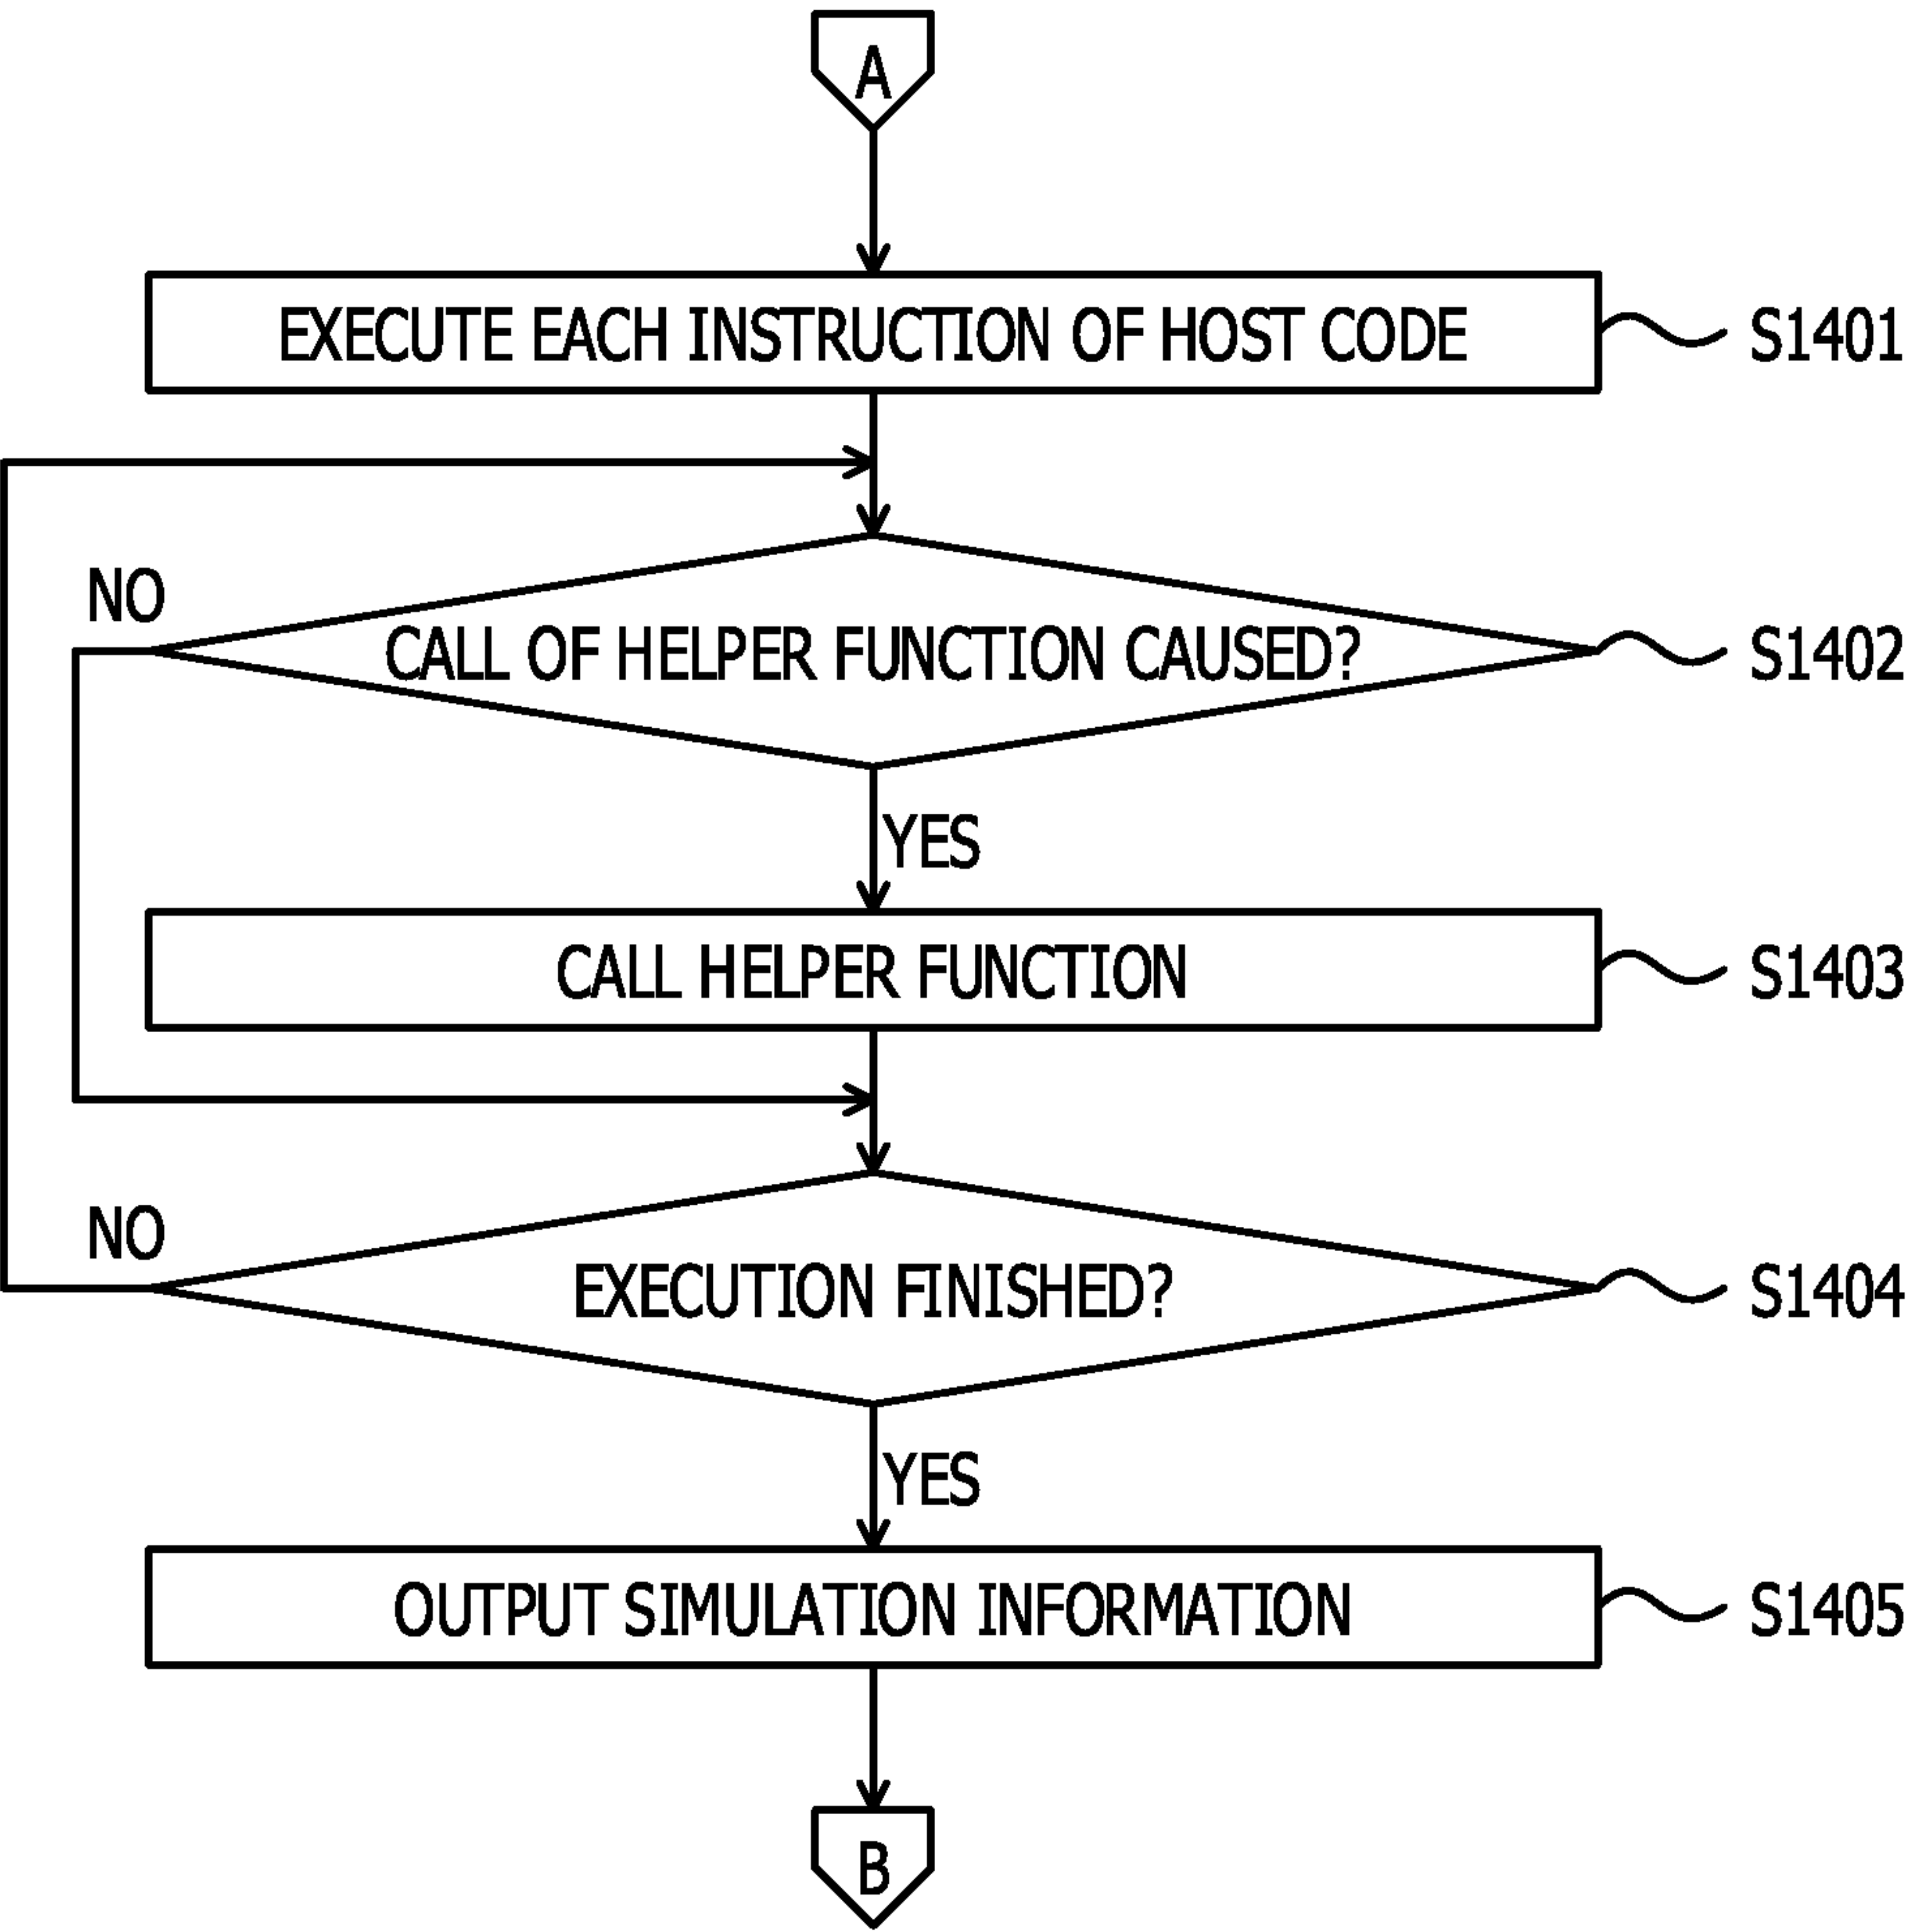 A
EXECUTE EACH INSTRUCTION OF HOST CODE
S1401
NO
CALL OF HELPER FUNCTION CAUSED?
S1402
YES
CALL HELPER FUNCTION
S1403
NO
EXECUTION FINISHED?
S1404
YES
OUTPUT SIMULATION INFORMATION
S1405
B